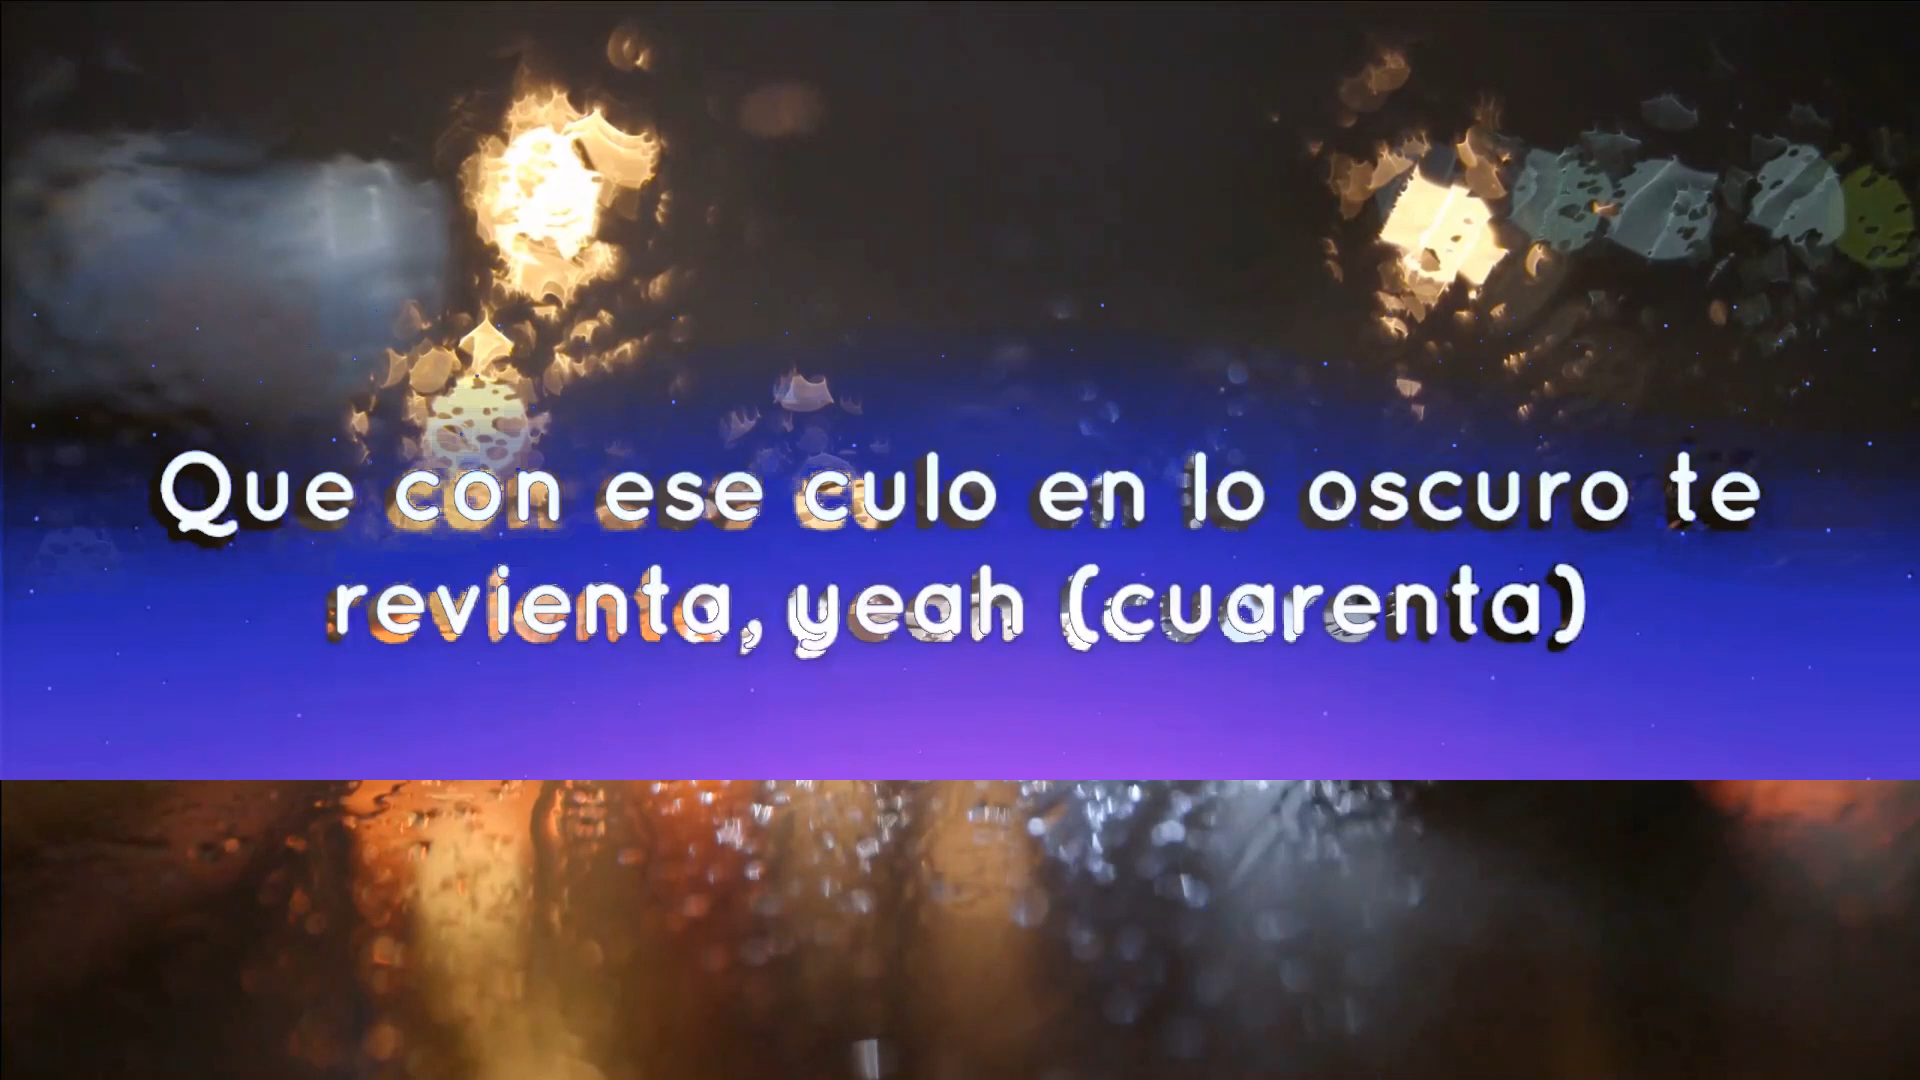 Que con ese culo en lo oscuro te
revienta, yeah (cuarenta)